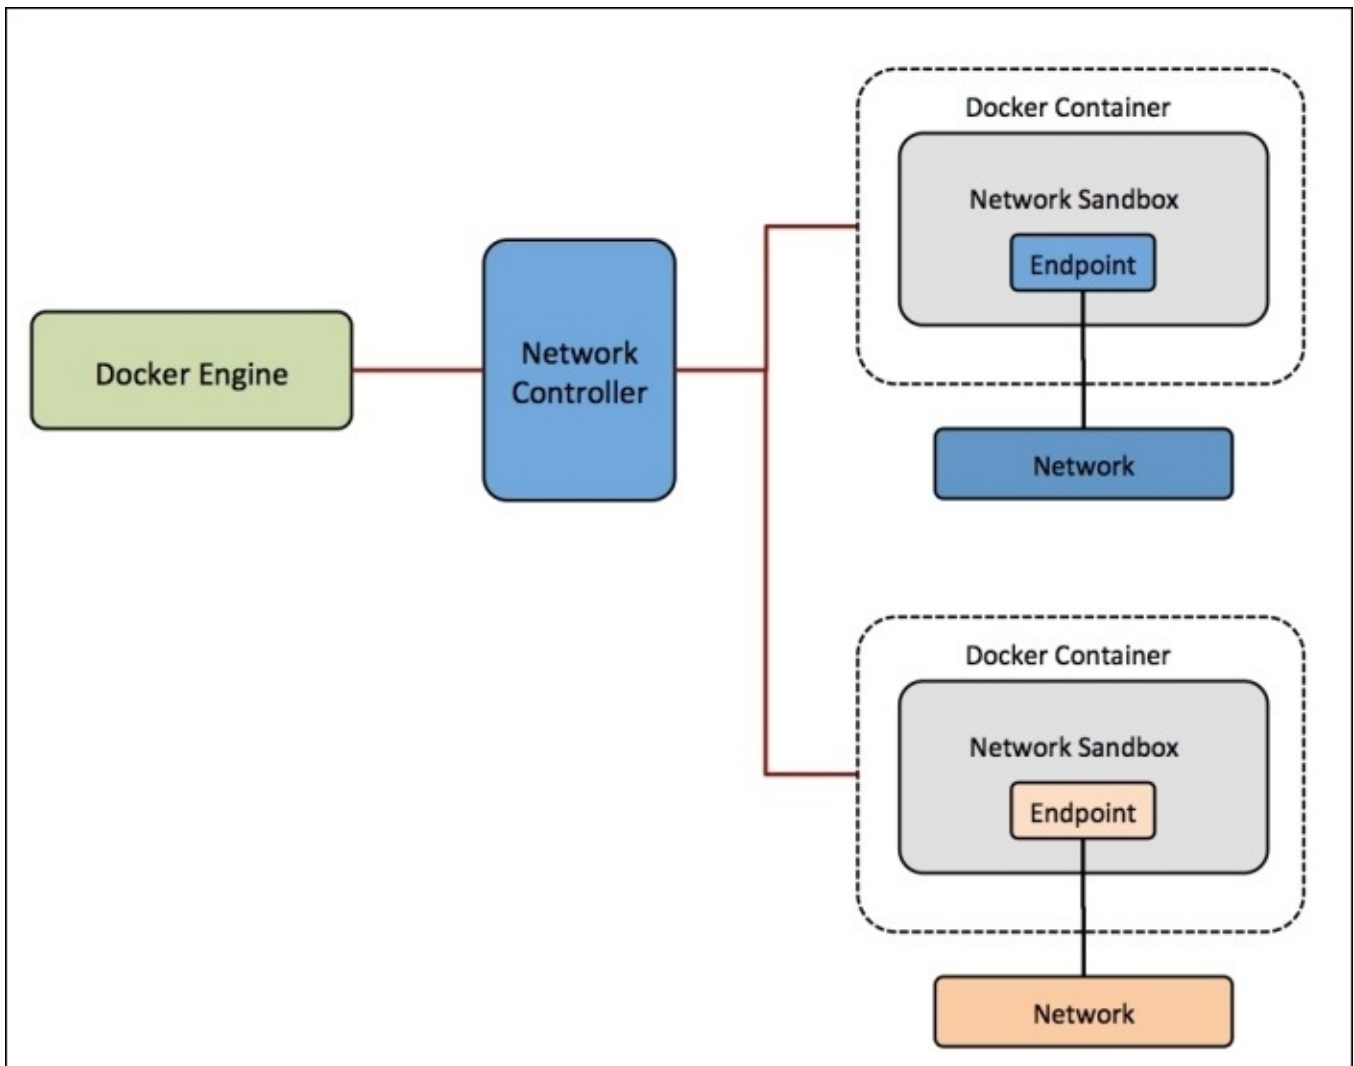 Docker Container
Network Sandbox
Endpoint
Network
Controller
Docker Engine
Network
Docker Container
Network Sandbox
Endpoint
Network